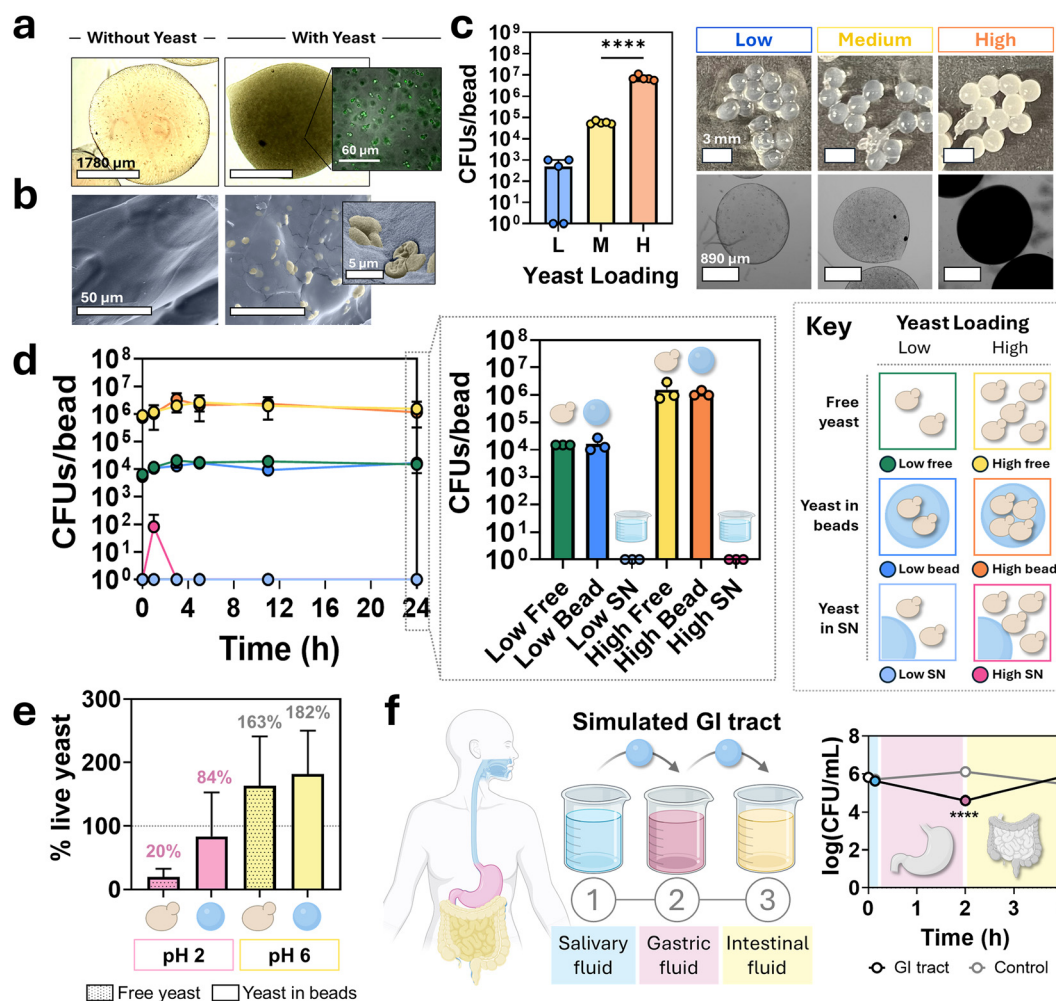 a
Without Yeast
With Yeast
1780 µm
60 µm
b
50 µm
5 µm
c
CFUs/bead
10⁹
10⁸
10⁷
10⁶
10⁵
10⁴
10³
10²
10¹
10⁰
****
L M H
Yeast Loading
Low Medium High
3 mm
890 µm
d
CFUs/bead
10⁸
10⁶
10⁴
10²
10⁰
0 4 8 12 16 20 24
Time (h)
CFUs/bead
10⁸
10⁷
10⁶
10⁵
10⁴
10³
10²
10¹
10⁰
Low Free
Low Bead
Low SN
High Free
High Bead
High SN
Key
Yeast Loading
Low High
Free yeast
Low free High free
Yeast in beads
Low bead High bead
Yeast in SN
Low SN High SN
e
% live yeast
300
200
100
0
20%
84%
163%
182%
pH 2 pH 6
Free yeast Yeast in beads
f
Simulated GI tract
1 2 3
Salivary fluid
Gastric fluid
Intestinal fluid
log(CFU/mL)
8
6
4
2
0
****
0 2 3
Time (h)
GI tract Control